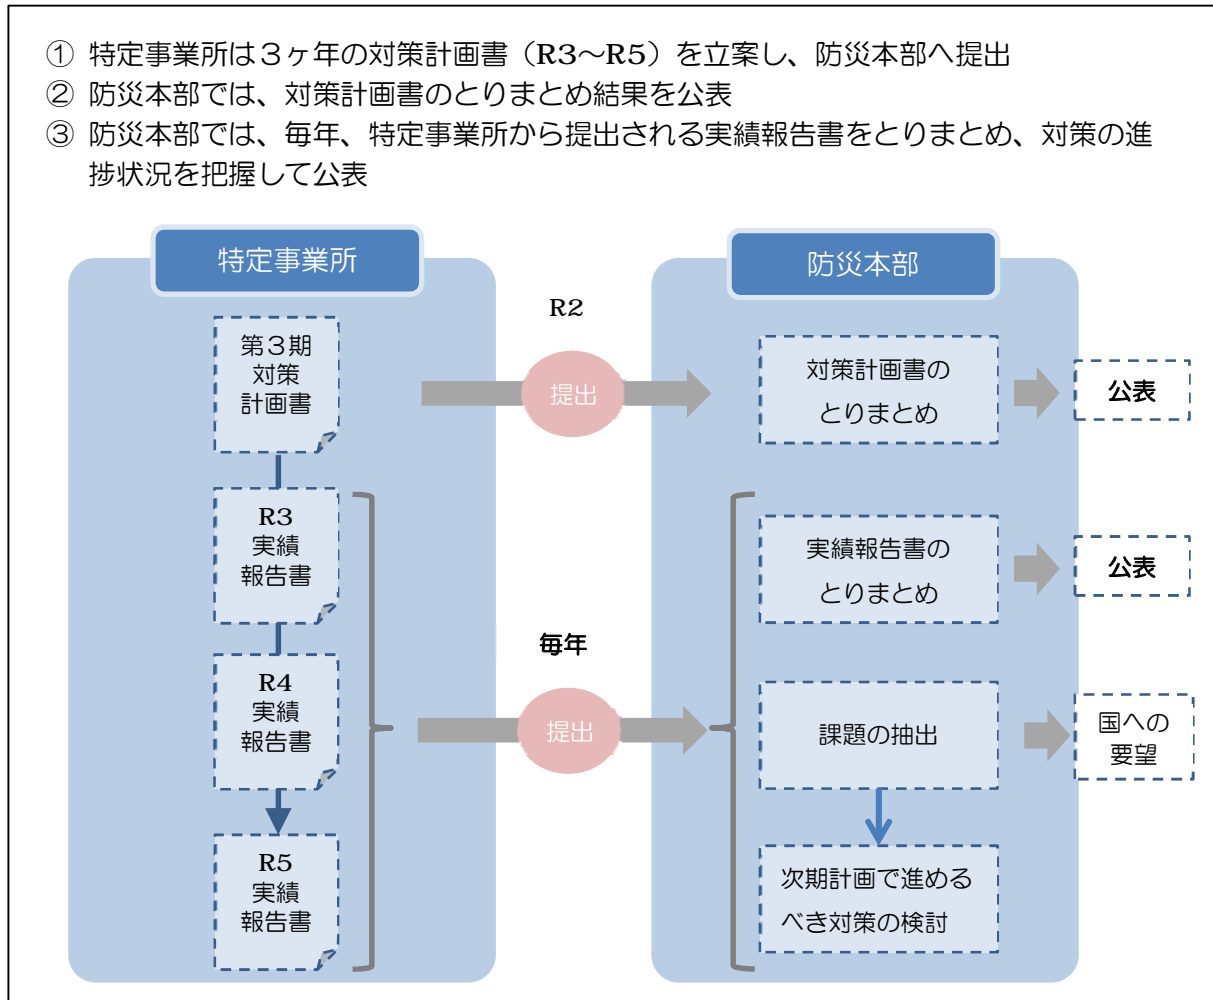 ① 特定事業所は３ヶ年の対策計画書（R3～R5）を立案し、防災本部へ提出
② 防災本部では、対策計画書のとりまとめ結果を公表
③ 防災本部では、毎年、特定事業所から提出される実績報告書をとりまとめ、対策の進
捗状況を把握して公表
特定事業所
防災本部
R2
第３期
対策
計画書
提出
対策計画書の
とりまとめ
公表
R3
実績
報告書
実績報告書の
とりまとめ
公表
毎年
R4
実績
報告書
提出
課題の抽出
国への
要望
R5
実績
報告書
次期計画で進める
べき対策の検討